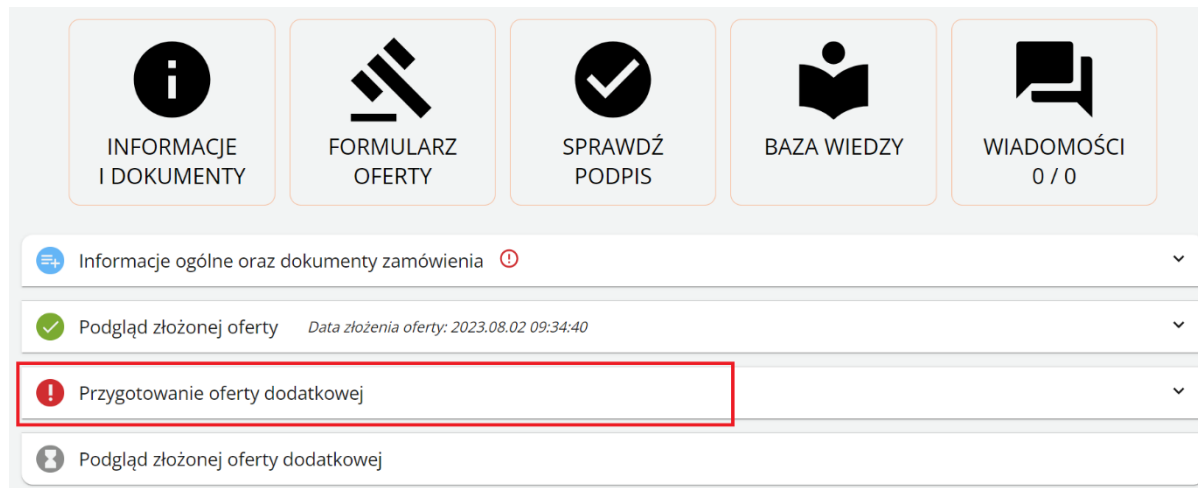 INFORMACJE
I DOKUMENTY
FORMULARZ
OFERTY
SPRAWDŹ
PODPIS
BAZA WIEDZY
WIADOMOŚCI
0 / 0
Informacje ogólne oraz dokumenty zamówienia
Podgląd złożonej oferty Data złożenia oferty: 2023.08.02 09:34:40
Przygotowanie oferty dodatkowej
Podgląd złożonej oferty dodatkowej